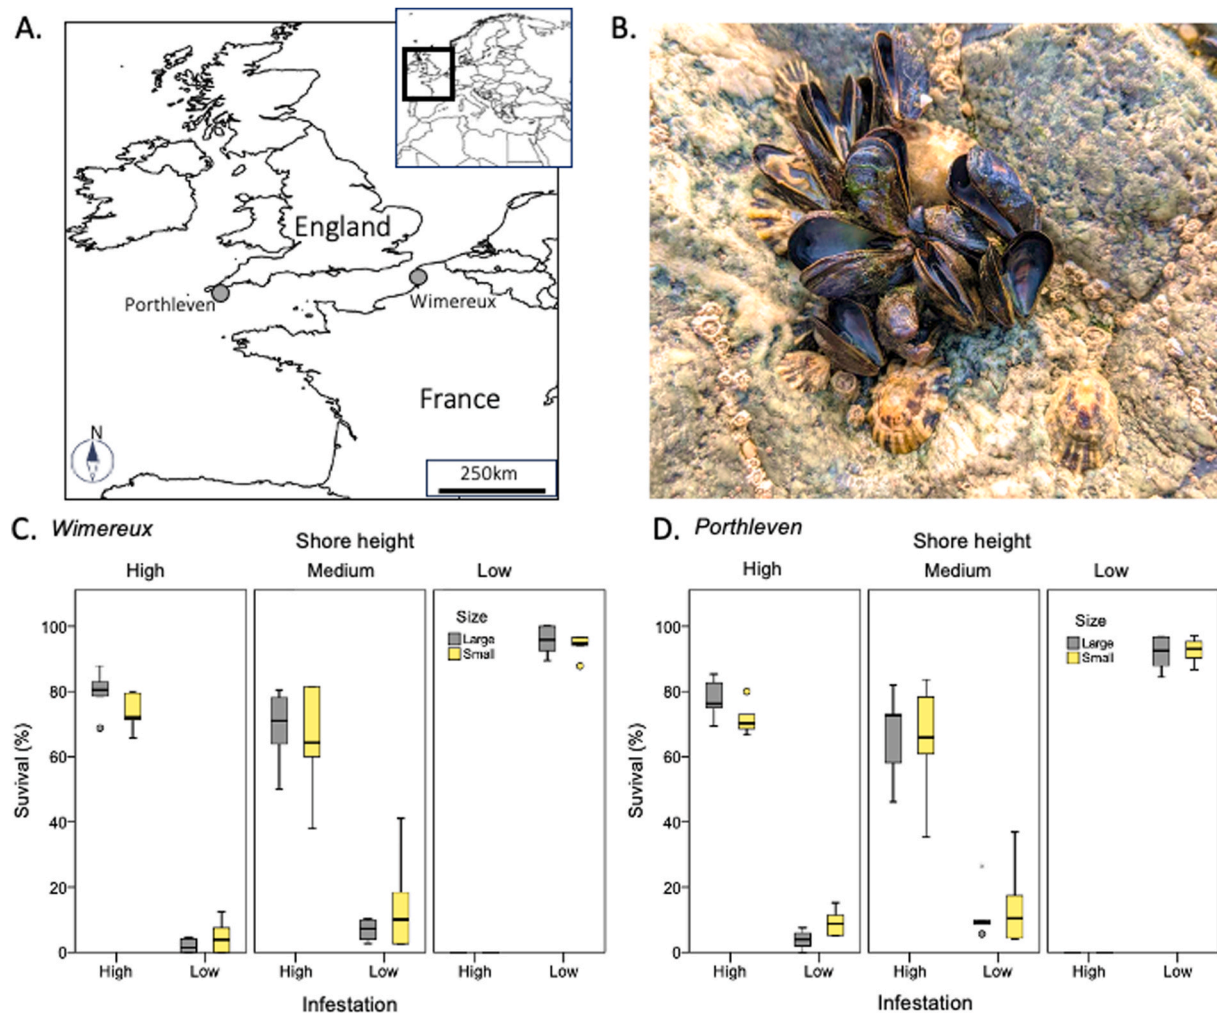 A.
England
Porthleven
Wimereux
France
N
250km
B.
C. Wimereux
Shore height
High
Medium
Low
Size
Large
Small
100
80
60
40
20
0
Suvival (%)
High
Low
High
Low
High
Low
Infestation
D. Porthleven
Shore height
High
Medium
Low
Size
Large
Small
100
80
60
40
20
0
Suvival (%)
High
Low
High
Low
High
Low
Infestation